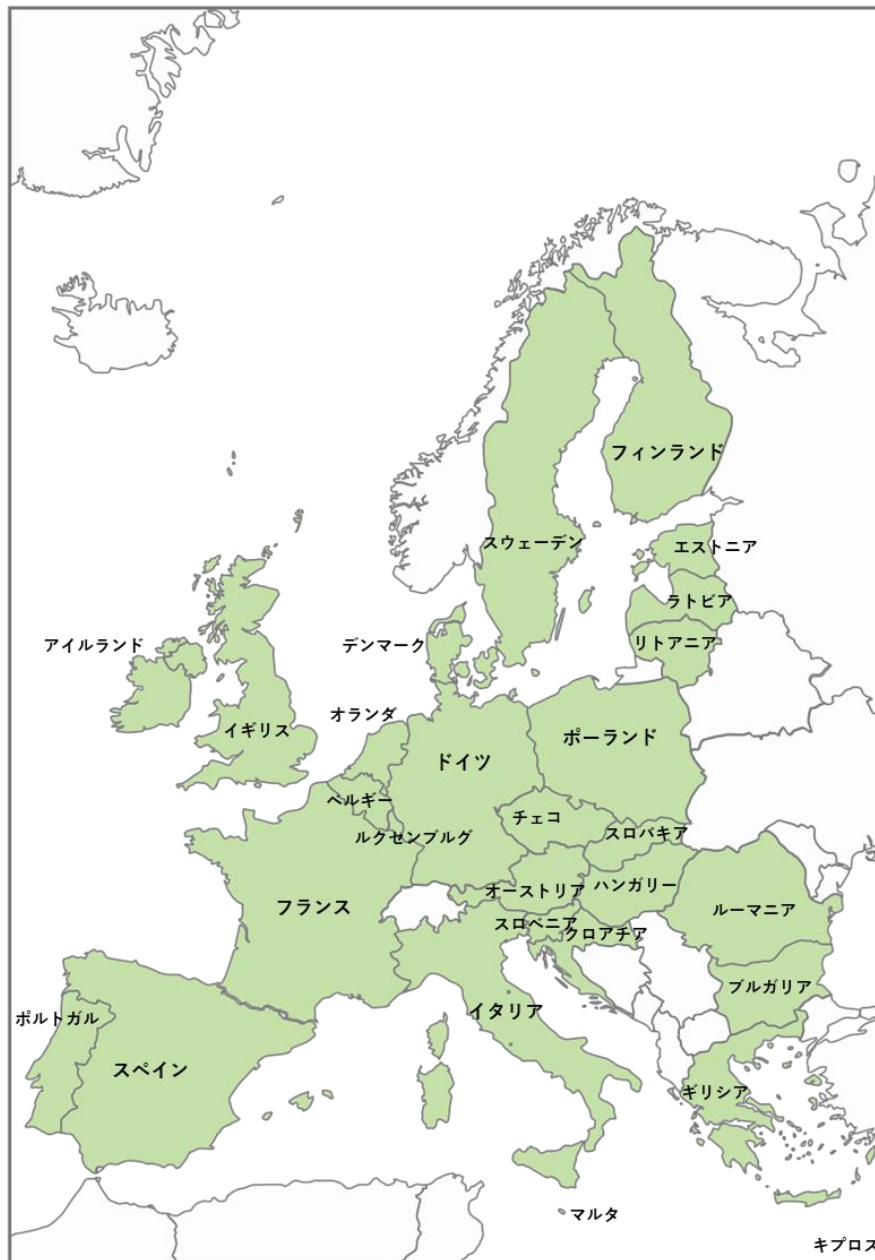 フィンランド
スウェーデン
エストニア
ラトビア
リトアニア
アイルランド
デンマーク
オランダ
イギリス
ポーランド
ドイツ
ベルギー
チェコ
ルクセンブルグ
スロバキア
オーストリア
ハンガリー
フランス
ルーマニア
スロベニア
クロアチア
ブルガリア
ポルトガル
イタリア
スペイン
ギリシア
マルタ
キプロス